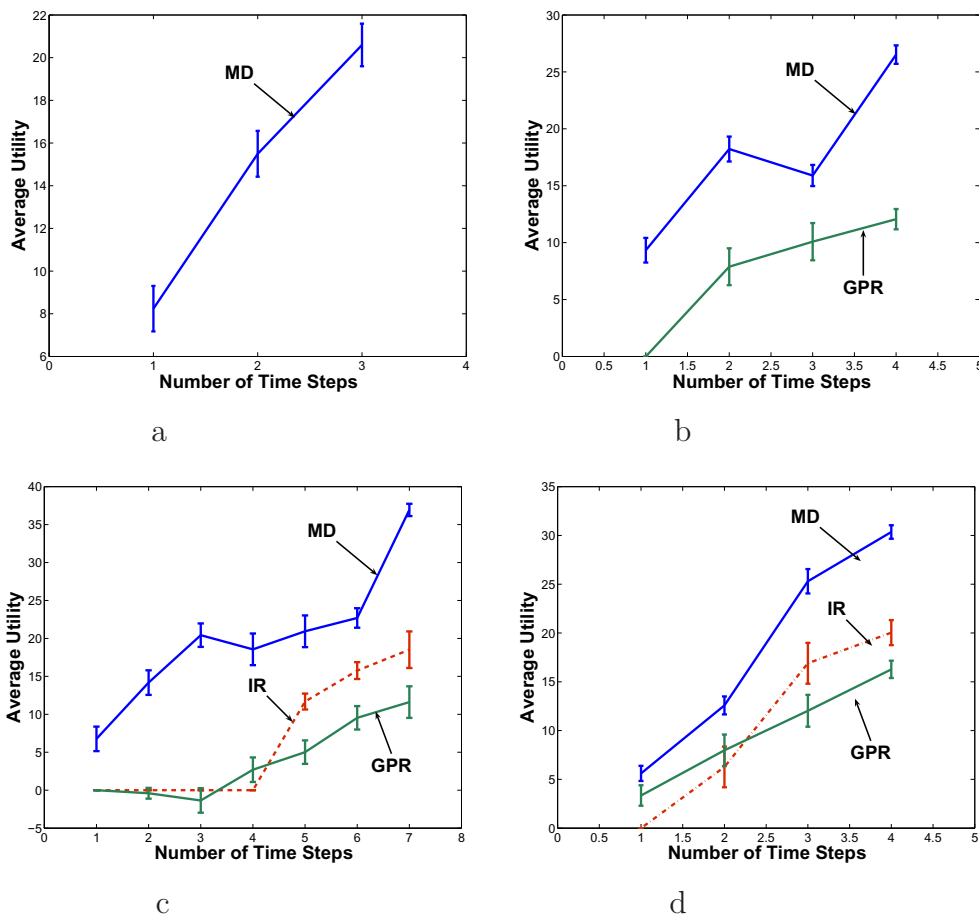 22
20
18
16
14
12
10
8
6
0
1
2
3
4
Average Utility
Number of Time Steps
MD
a
30
25
20
15
10
5
0
0 0.5 1 1.5 2 2.5 3 3.5 4 4.5 5
Average Utility
Number of Time Steps
MD
GPR
b
40
35
30
25
20
15
10
5
0
−5
1 2 3 4 5 6 7 8
Average Utility
Number of Time Steps
MD
IR
GPR
c
35
30
25
20
15
10
5
0
0 0.5 1 1.5 2 2.5 3 3.5 4 4.5 5
Average Utility
Number of Time Steps
MD
IR
GPR
d